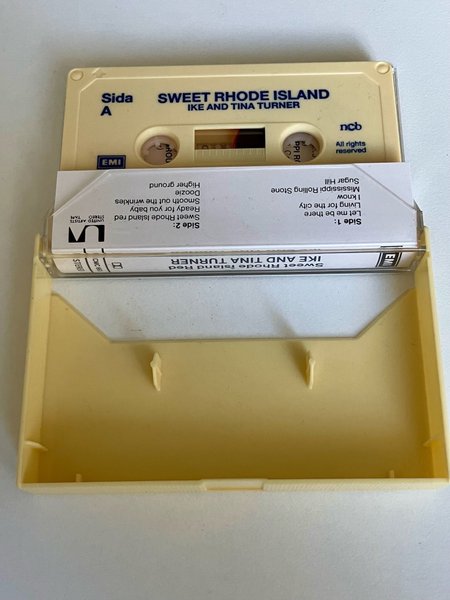 Sida
A
SWEET RHODE ISLAND
IKE AND TINA TURNER
ncb
All rights
reserved
EMI
Side 1:
Let me be there
Living for the city
I know
Mississippi Rolling Stone
Sugar Hill
Side 2:
Sweet Rhode Island red
Ready for you baby
Smooth out the wrinkles
Doozie
Higher ground
UNITED ARTISTS
Sweet Rhode Island Red
IKE AND TINA TURNER
EMI